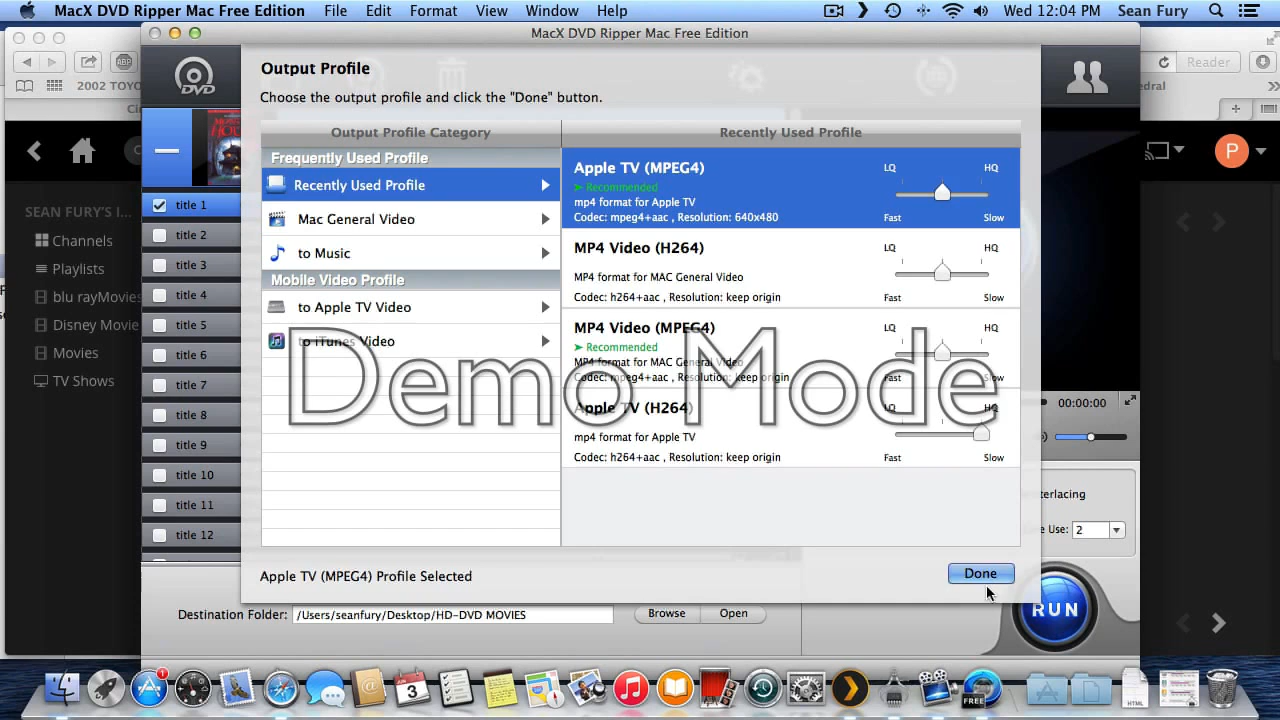 MacX DVD Ripper Mac Free Edition File Edit Format View Window Help Wed 12:04 PM Sean Fury
MacX DVD Ripper Mac Free Edition
Reader
ABP
2002 TOYO
edral
DVD
Output Profile
Choose the output profile and click the "Done" button.
Output Profile Category
Recently Used Profile
Frequently Used Profile
Recently Used Profile
Mac General Video
to Music
Mobile Video Profile
to Apple TV Video
to iTunes Video
Apple TV (MPEG4)
LQ HQ
➤ Recommended
mp4 format for Apple TV
Codec: mpeg4+aac , Resolution: 640x480
Fast Slow
MP4 Video (H264)
LQ HQ
MP4 format for MAC General Video
Codec: h264+aac , Resolution: keep origin
Fast Slow
MP4 Video (MPEG4)
LQ HQ
➤ Recommended
MP4 format for MAC General Video
Codec: mpeg4+aac , Resolution: keep origin
Fast Slow
Apple TV (H264)
LQ HQ
mp4 format for Apple TV
Codec: h264+aac , Resolution: keep origin
Fast Slow
Demo Mode
SEAN FURY'S I...
Channels
Playlists
blu rayMovies
Disney Movie
Movies
TV Shows
title 1
title 2
title 3
title 4
title 5
title 6
title 7
title 8
title 9
title 10
title 11
title 12
P
00:00:00
terlacing
Use: 2
Apple TV (MPEG4) Profile Selected
Done
Destination Folder: /Users/seanfury/Desktop/HD-DVD MOVIES Browse Open
RUN
1
3
FREE
HTML